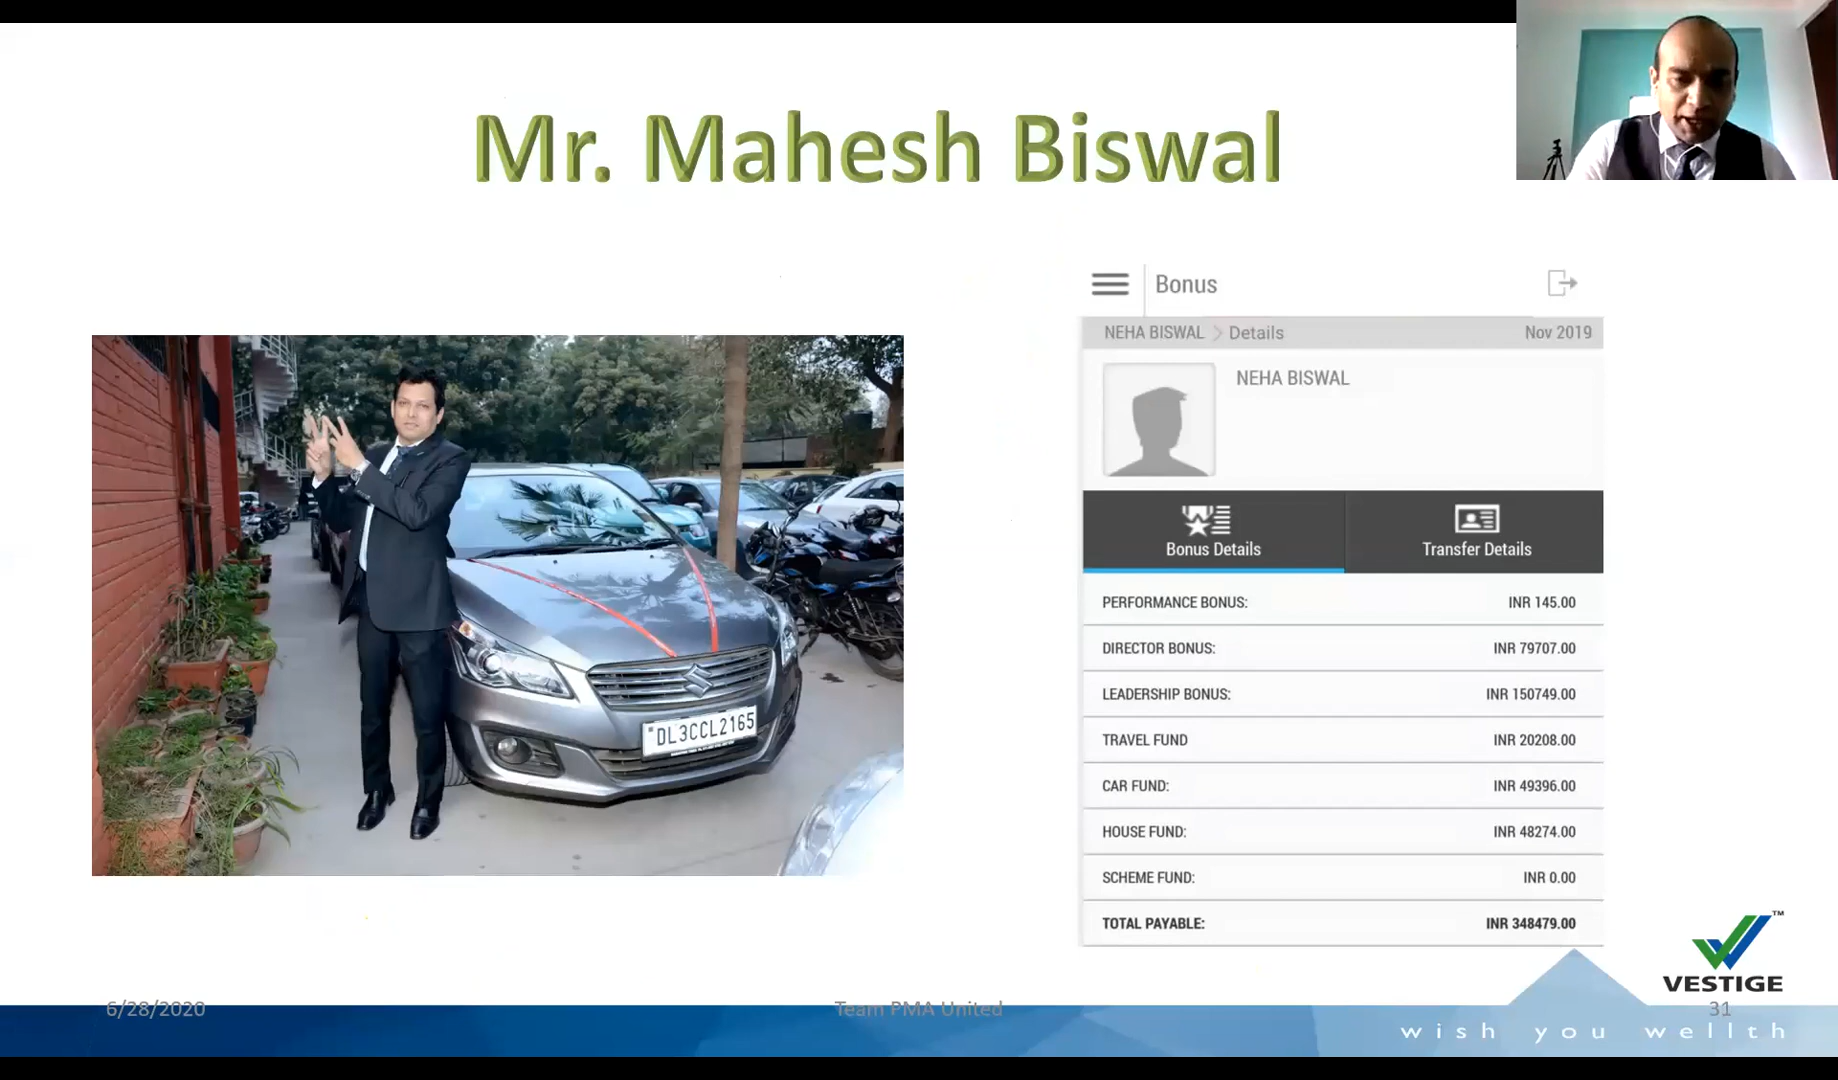 Mr. Mahesh Biswal
Bonus
NEHA BISWAL > Details Nov 2019
NEHA BISWAL
Bonus Details Transfer Details
PERFORMANCE BONUS: INR 145.00
DIRECTOR BONUS: INR 79707.00
LEADERSHIP BONUS: INR 150749.00
TRAVEL FUND INR 20208.00
CAR FUND: INR 49396.00
HOUSE FUND: INR 48274.00
SCHEME FUND: INR 0.00
TOTAL PAYABLE: INR 348479.00
DL3CCL2165
VESTIGE™
6/28/2020 Team PMA United 31
wish you wellth